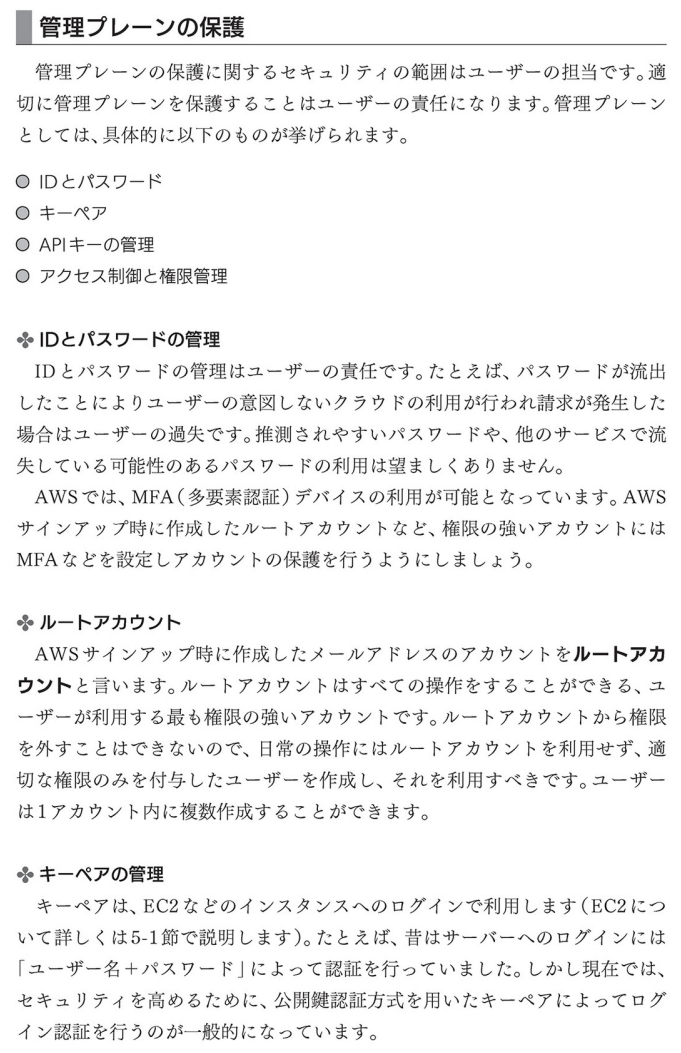 管理プレーンの保護
管理プレーンの保護に関するセキュリティの範囲はユーザーの担当です。適
切に管理プレーンを保護することはユーザーの責任になります。管理プレーン
としては、具体的に以下のものが挙げられます。
IDとパスワード
キーペア
APIキーの管理
アクセス制御と権限管理
IDとパスワードの管理
IDとパスワードの管理はユーザーの責任です。たとえば、パスワードが流出
したことによりユーザーの意図しないクラウドの利用が行われ請求が発生した
場合はユーザーの過失です。推測されやすいパスワードや、他のサービスで流
失している可能性のあるパスワードの利用は望ましくありません。
AWSでは、MFA(多要素認証)デバイスの利用が可能となっています。AWS
サインアップ時に作成したルートアカウントなど、権限の強いアカウントには
MFAなどを設定しアカウントの保護を行うようにしましょう。
ルートアカウント
AWSサインアップ時に作成したメールアドレスのアカウントをルートアカ
ウントと言います。ルートアカウントはすべての操作をすることができる、ユ
ーザーが利用する最も権限の強いアカウントです。ルートアカウントから権限
を外すことはできないので、日常の操作にはルートアカウントを利用せず、適
切な権限のみを付与したユーザーを作成し、それを利用すべきです。ユーザー
は1アカウント内に複数作成することができます。
キーペアの管理
キーペアは、EC2などのインスタンスへのログインで利用します(EC2につ
いて詳しくは5-1節で説明します)。たとえば、昔はサーバーへのログインには
「ユーザー名+パスワード」によって認証を行っていました。しかし現在では、
セキュリティを高めるために、公開鍵認証方式を用いたキーペアによってログ
イン認証を行うのが一般的になっています。